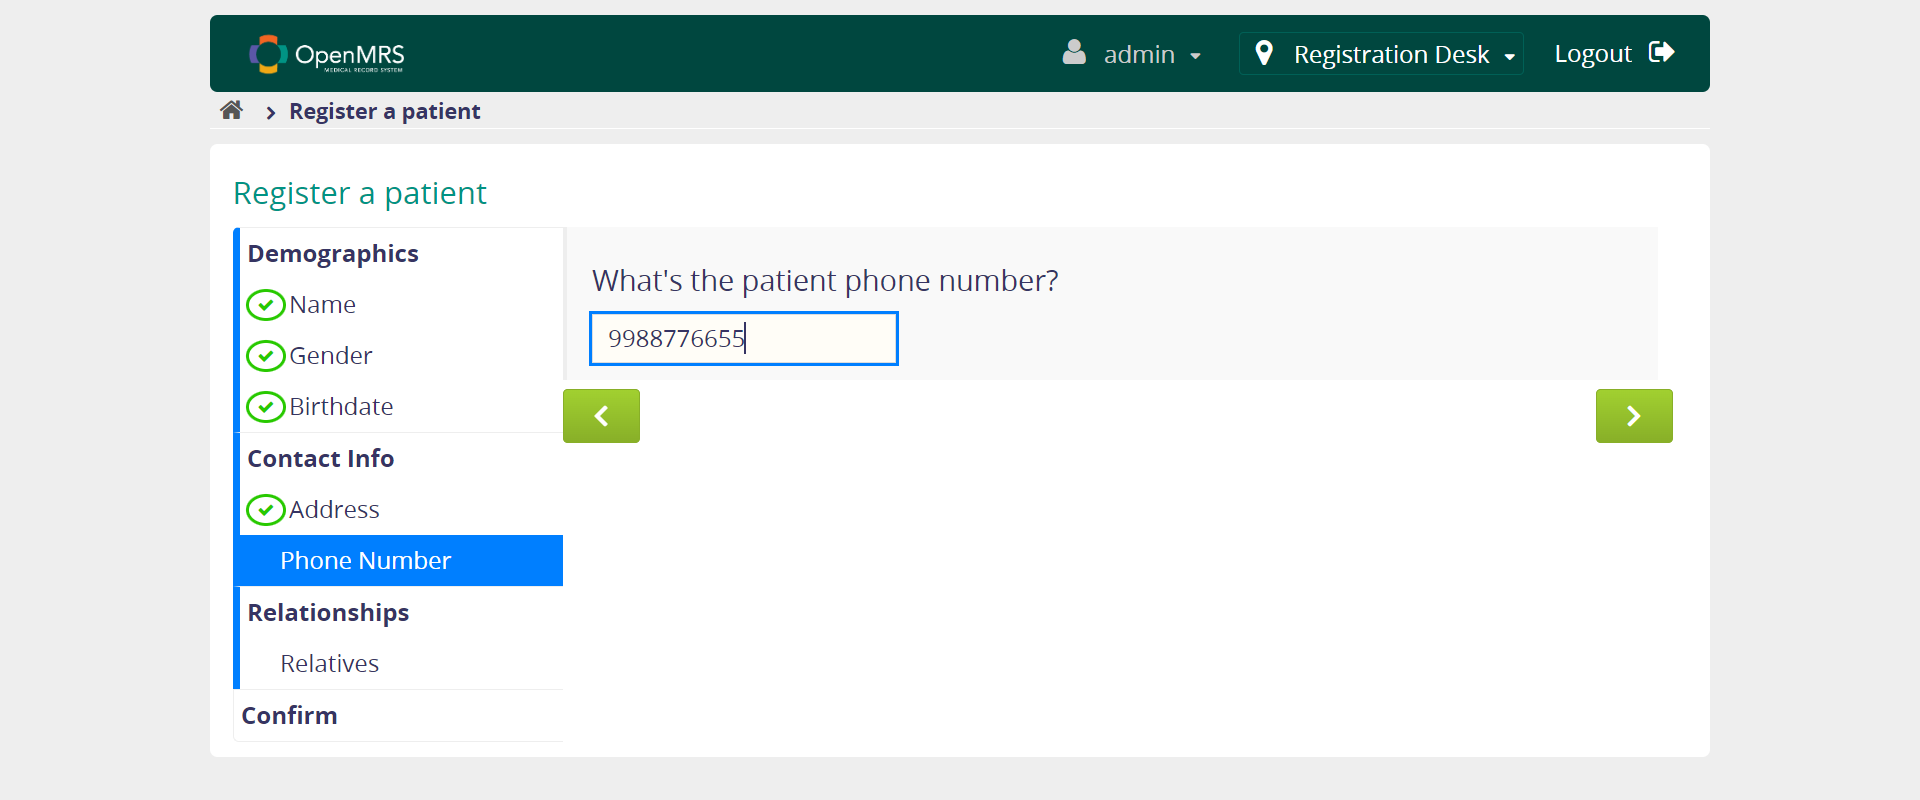 OpenMRS
MEDICAL RECORD SYSTEM
admin
Registration Desk
Logout
Register a patient
Register a patient
Demographics
Name
Gender
Birthdate
Contact Info
Address
Phone Number
Relationships
Relatives
Confirm
What's the patient phone number?
9988776655